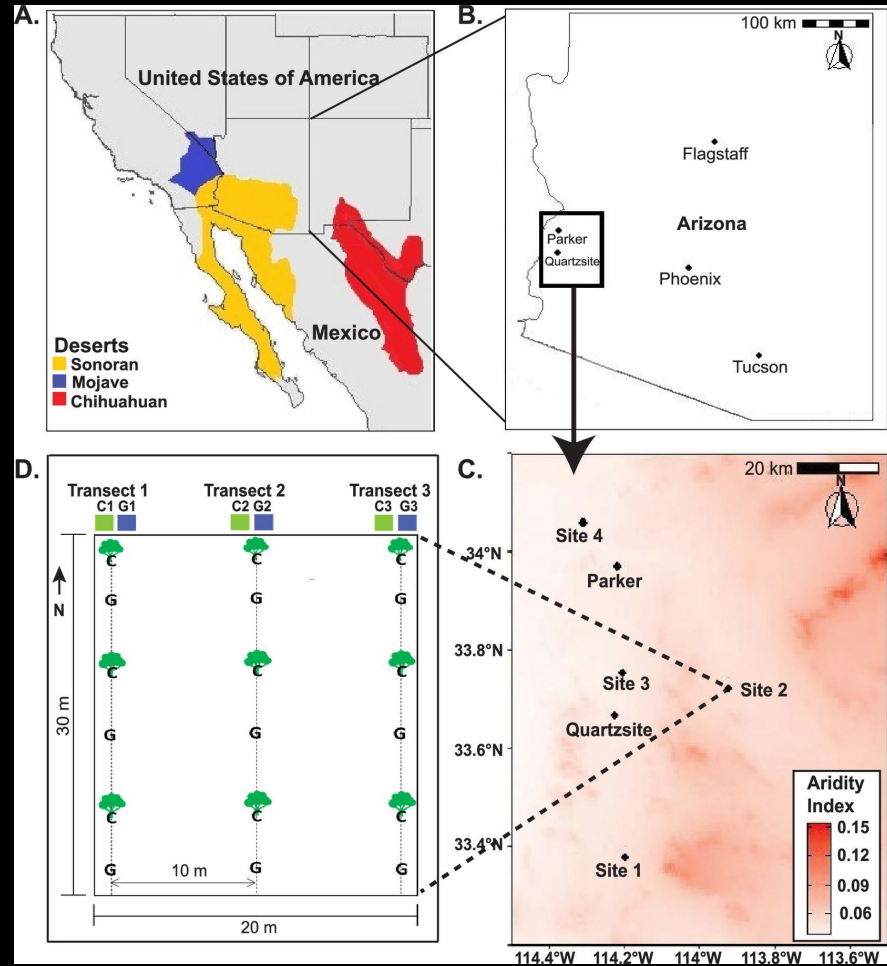 A.
United States of America
Mexico
Deserts
Sonoran
Mojave
Chihuahuan
B.
100 km
N
Flagstaff
Arizona
Parker
Quartzsite
Phoenix
Tucson
D.
Transect 1 Transect 2 Transect 3
C1 G1 C2 G2 C3 G3
C C C
N
G G G
C C C
30 m
G G G
C C C
G G G
10 m
20 m
C.
20 km
N
Site 4
34°N
Parker
33.8°N
Site 3
Site 2
Quartzsite
33.6°N
Aridity
Index
0.15
0.12
0.09
0.06
33.4°N
Site 1
114.4°W 114.2°W 114°W 113.8°W 113.6°W